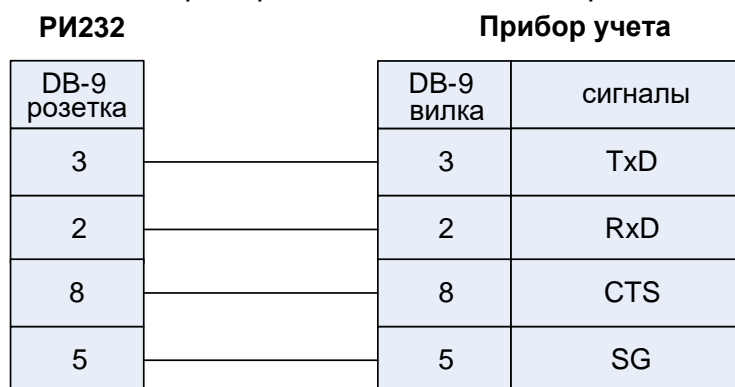 РИ232 Прибор учета
DB-9 розетка DB-9 вилка сигналы
3 3 TxD
2 2 RxD
8 8 CTS
5 5 SG